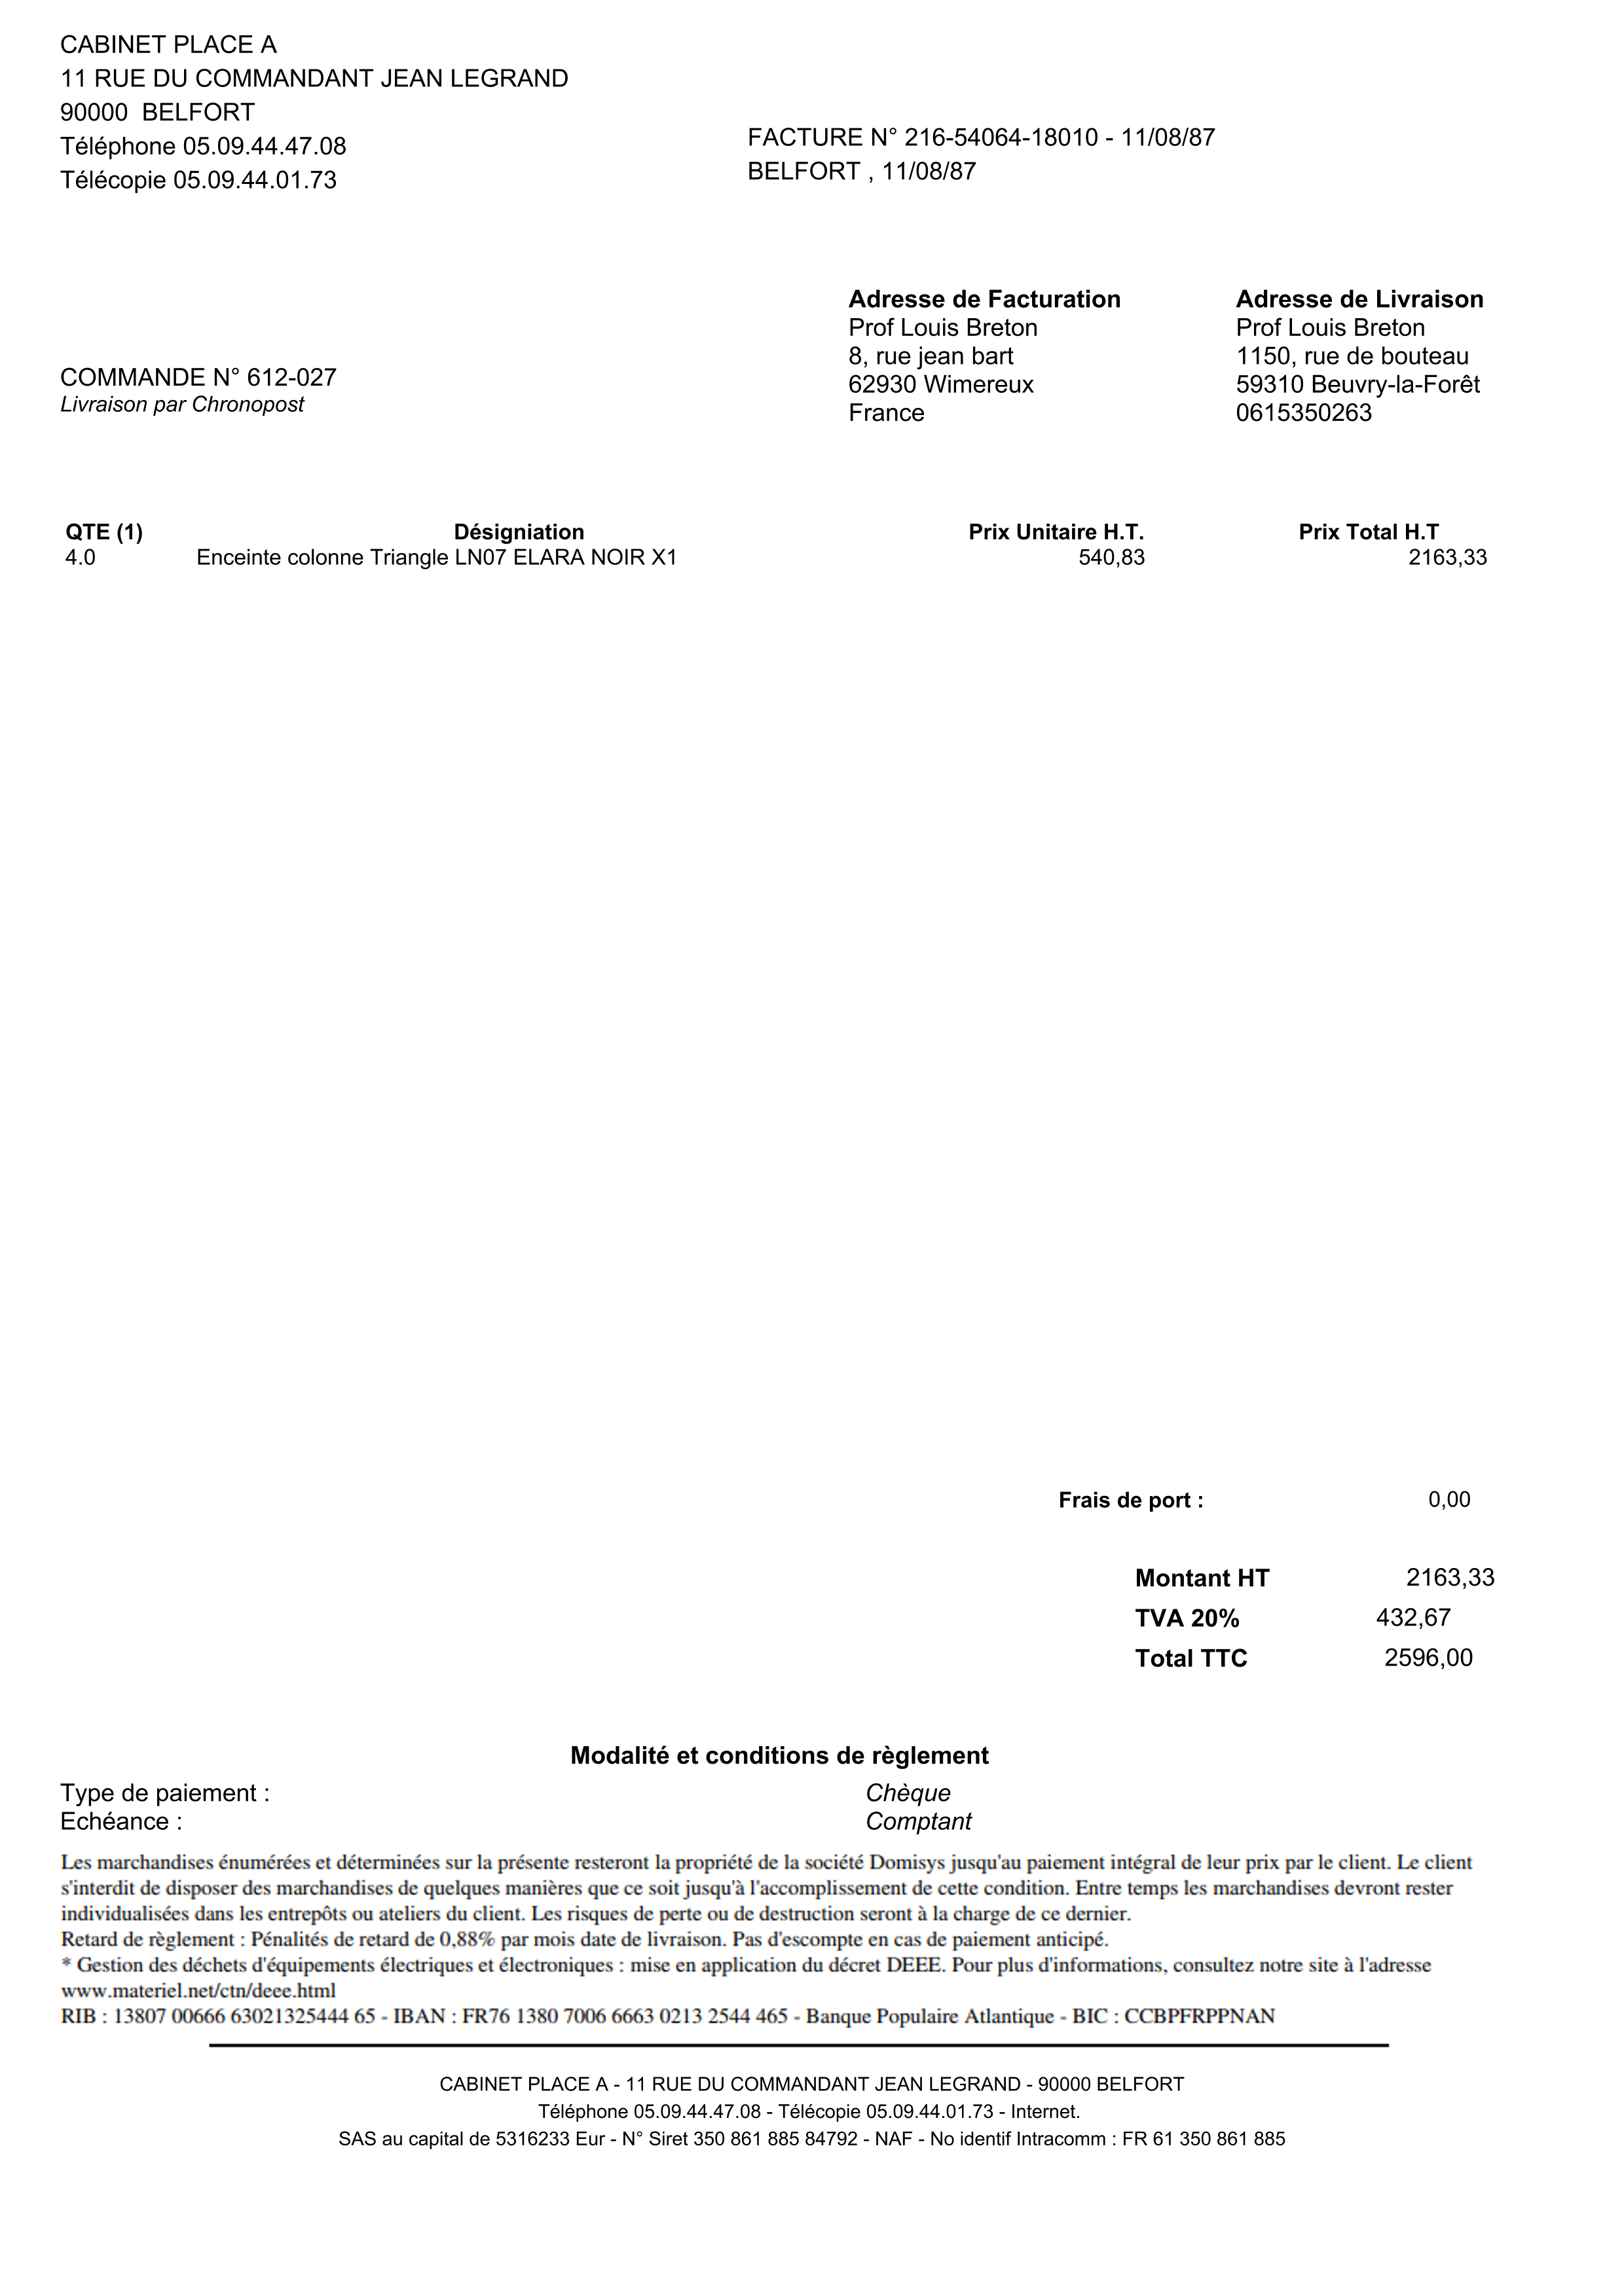 CABINET PLACE A
11 RUE DU COMMANDANT JEAN LEGRAND
90000  BELFORT
Téléphone 05.09.44.47.08
Télécopie 05.09.44.01.73
FACTURE N° 216-54064-18010 - 11/08/87
BELFORT , 11/08/87
COMMANDE N° 612-027
Livraison par Chronopost
Adresse de Facturation
Prof Louis Breton
8, rue jean bart
62930 Wimereux
France
Adresse de Livraison
Prof Louis Breton
1150, rue de bouteau
59310 Beuvry-la-Forêt
0615350263
QTE (1) Désigniation Prix Unitaire H.T. Prix Total H.T
4.0 Enceinte colonne Triangle LN07 ELARA NOIR X1 540,83 2163,33
Frais de port : 0,00
Montant HT 2163,33
TVA 20% 432,67
Total TTC 2596,00
Modalité et conditions de règlement
Type de paiement : Chèque
Echéance : Comptant
Les marchandises énumérées et déterminées sur la présente resteront la propriété de la société Domisys jusqu'au paiement intégral de leur prix par le client. Le client
s'interdit de disposer des marchandises de quelques manières que ce soit jusqu'à l'accomplissement de cette condition. Entre temps les marchandises devront rester
individualisées dans les entrepôts ou ateliers du client. Les risques de perte ou de destruction seront à la charge de ce dernier.
Retard de règlement : Pénalités de retard de 0,88% par mois date de livraison. Pas d'escompte en cas de paiement anticipé.
* Gestion des déchets d'équipements électriques et électroniques : mise en application du décret DEEE. Pour plus d'informations, consultez notre site à l'adresse
www.materiel.net/ctn/deee.html
RIB : 13807 00666 63021325444 65 - IBAN : FR76 1380 7006 6663 0213 2544 465 - Banque Populaire Atlantique - BIC : CCBPFRPPNAN
CABINET PLACE A - 11 RUE DU COMMANDANT JEAN LEGRAND - 90000 BELFORT
Téléphone 05.09.44.47.08 - Télécopie 05.09.44.01.73 - Internet.
SAS au capital de 5316233 Eur - N° Siret 350 861 885 84792 - NAF - No identif Intracomm : FR 61 350 861 885